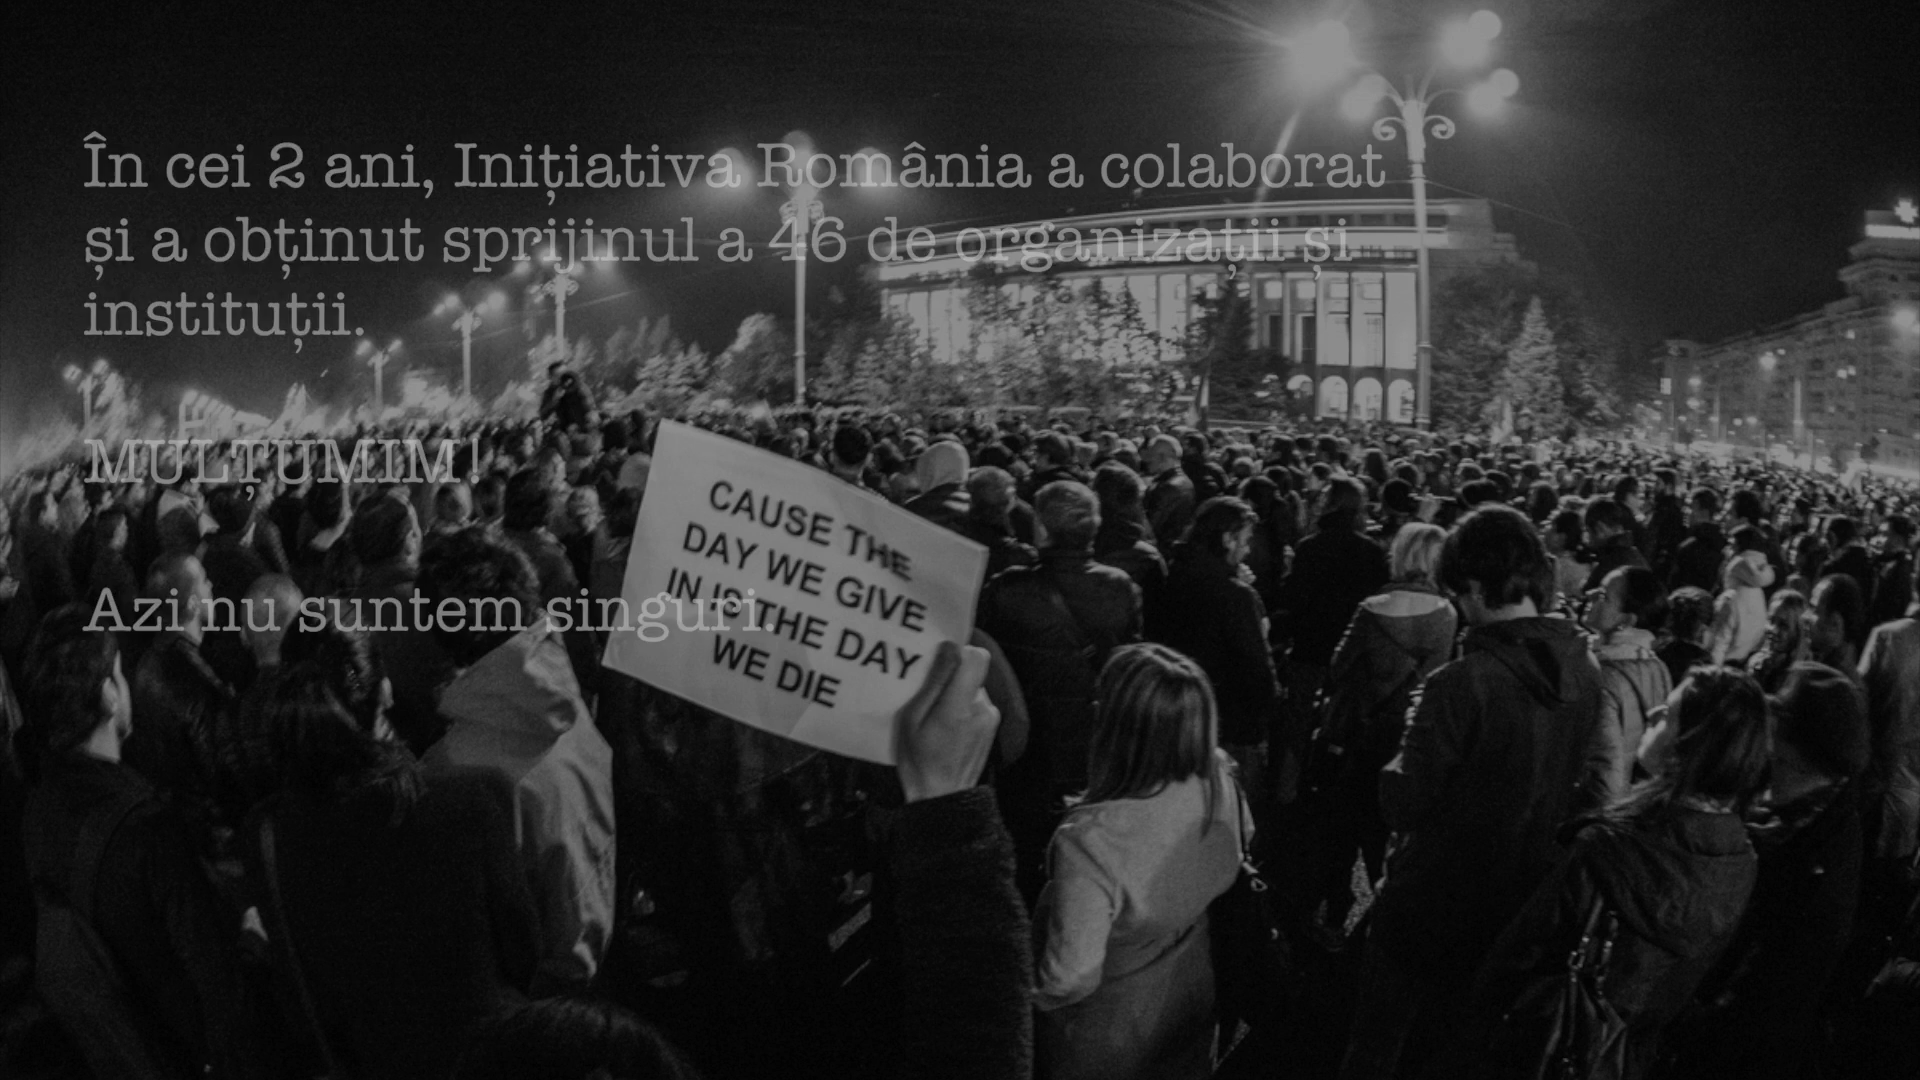 În cei 2 ani, Inițiativa România a colaborat
și a obținut sprijinul a 46 de organizații și
instituții.
MULȚUMIM!
Azi nu suntem singuri.
CAUSE THE
DAY WE GIVE
IN IS THE DAY
WE DIE